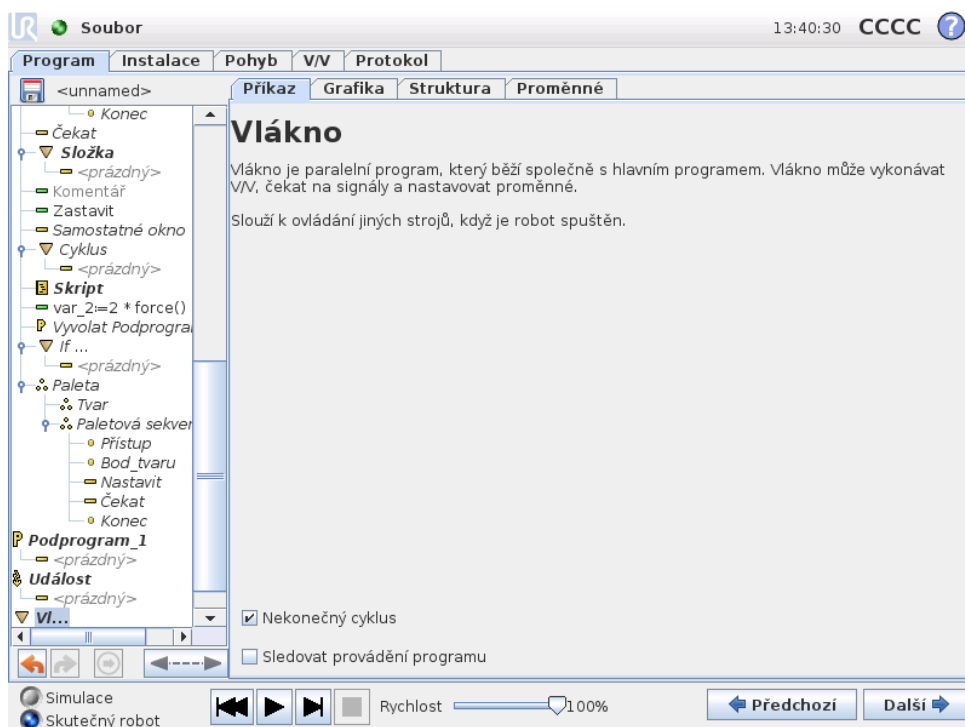 Soubor 13:40:30 CCCC ?
Program Instalace Pohyb V/V Protokol
<unnamed>
Příkaz Grafika Struktura Proměnné
Konec
Čekat
Složka
<prázdný>
Komentář
Zastavit
Samostatné okno
Cyklus
<prázdný>
Skript
var_2:=2 * force()
Vyvolat Podprogra
If ...
<prázdný>
Paleta
Tvar
Paletová sekver
Přístup
Bod_tvaru
Nastavit
Čekat
Konec
P Podprogram_1
<prázdný>
Událost
<prázdný>
Vl...
Vlákno
Vlákno je paralelní program, který běží společně s hlavním programem. Vlákno může vykonávat
V/V, čekat na signály a nastavovat proměnné.
Slouží k ovládání jiných strojů, když je robot spuštěn.
Nekonečný cyklus
Sledovat provádění programu
Simulace
Skutečný robot
Rychlost 100%
Předchozí Další